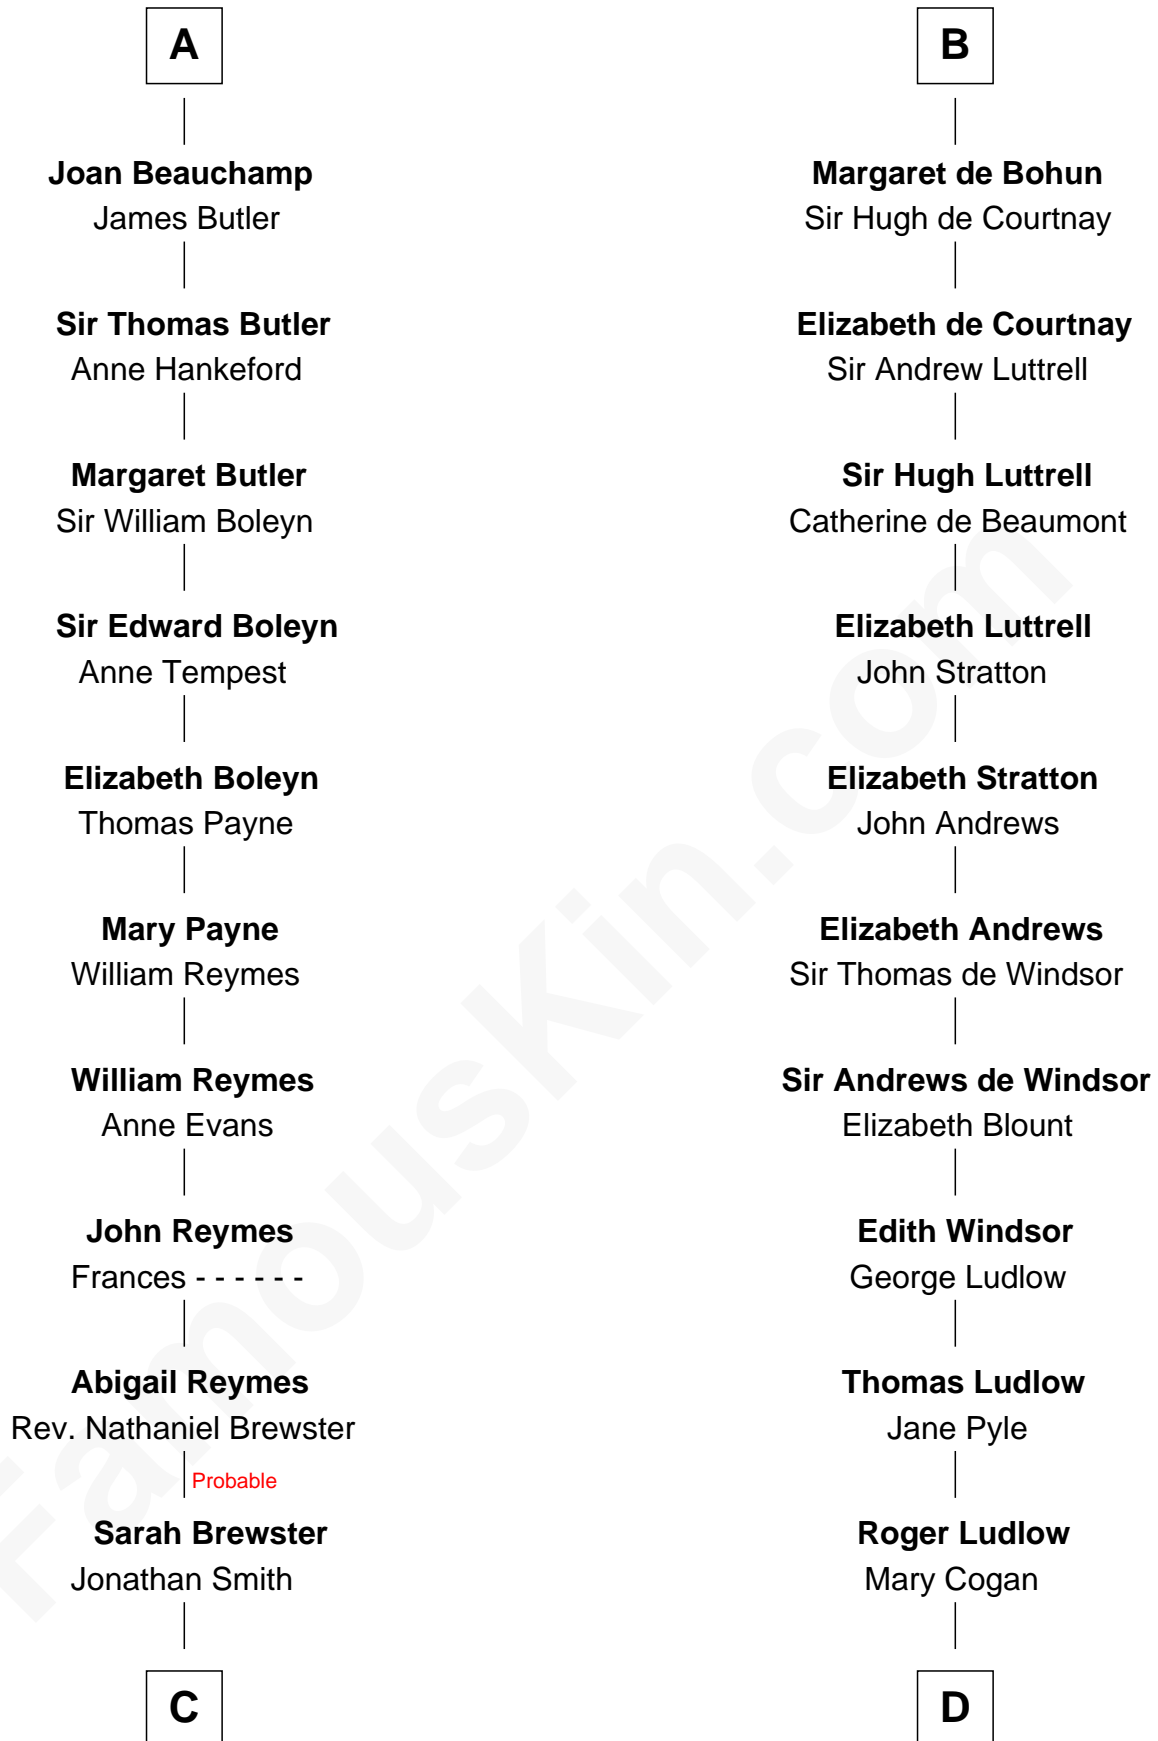 A
Joan Beauchamp
James Butler
Sir Thomas Butler
Anne Hankeford
Margaret Butler
Sir William Boleyn
Sir Edward Boleyn
Anne Tempest
Elizabeth Boleyn
Thomas Payne
Mary Payne
William Reymes
William Reymes
Anne Evans
John Reymes
Frances - - - - - -
Abigail Reymes
Rev. Nathaniel Brewster
Probable
Sarah Brewster
Jonathan Smith
C
B
Margaret de Bohun
Sir Hugh de Courtnay
Elizabeth de Courtnay
Sir Andrew Luttrell
Sir Hugh Luttrell
Catherine de Beaumont
Elizabeth Luttrell
John Stratton
Elizabeth Stratton
John Andrews
Elizabeth Andrews
Sir Thomas de Windsor
Sir Andrews de Windsor
Elizabeth Blount
Edith Windsor
George Ludlow
Thomas Ludlow
Jane Pyle
Roger Ludlow
Mary Cogan
D
FamousKin.com